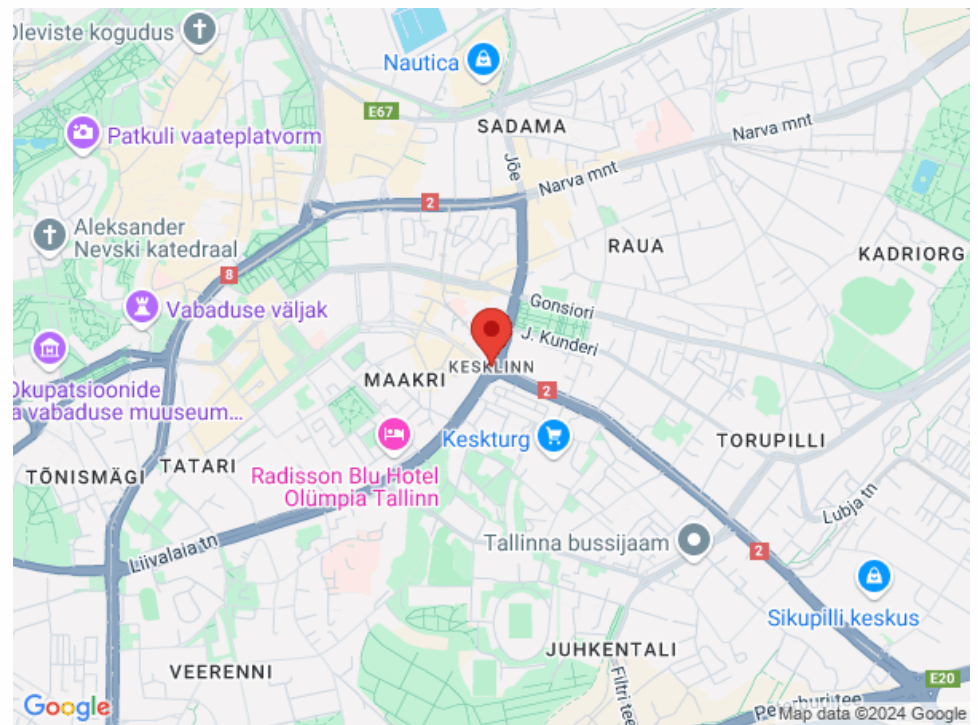 Oleviste kogudus
Nautica
E67
SADAMA
Patkuli vaateplatvorm
Narva mnt
Jõe
Narva mnt
2
Aleksander
Nevski katedraal
RAUA
KADRIORG
8
Vabaduse väljak
Gonsiori
J. Kunderi
KESKLINN
Okupatsioonide
a vabaduse muuseum...
MAAKRI
2
Keskturg
TORUPILLI
TÕNISMÄGI
TATARI
Radisson Blu Hotel
Olümpia Tallinn
Lubja tn
Liivalaia tn
Tallinna bussijaam
2
Sikupilli keskus
JUHKENTALI
VEERENNI
Filtri tee
E20
Google
Map data ©2024 Google